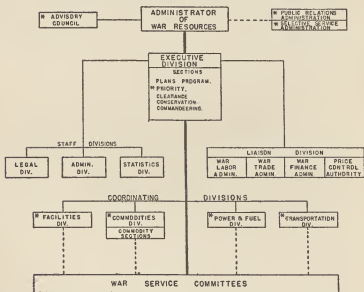 ADMINISTRATOR
OF
WAR RESOURCES
* ADVISORY
COUNCIL
* PUBLIC RELATIONS
ADMINISTRATION
* SELECTIVE SERVICE
ADMINISTRATION
EXECUTIVE
DIVISION
SECTIONS
PLANS PROGRAM.
* PRIORITY.
CLEARANCE
CONSERVATION
COMMANDEERING.
STAFF DIVISIONS
LEGAL
DIV.
ADMIN.
DIV.
STATISTICS
DIV.
LIAISON DIVISION
WAR
LABOR
ADMIN.
WAR
TRADE
ADMIN
WAR
FINANCE
ADMIN
PRICE
CONTROL
AUTHORITY.
COORDINATING DIVISIONS
* FACILITIES
DIV.
* COMMODITIES
DIV.
COMMODITY
SECTIONS
* POWER & FUEL
DIV.
* TRANSPORTATION
DIV.
WAR SERVICE COMMITTEES